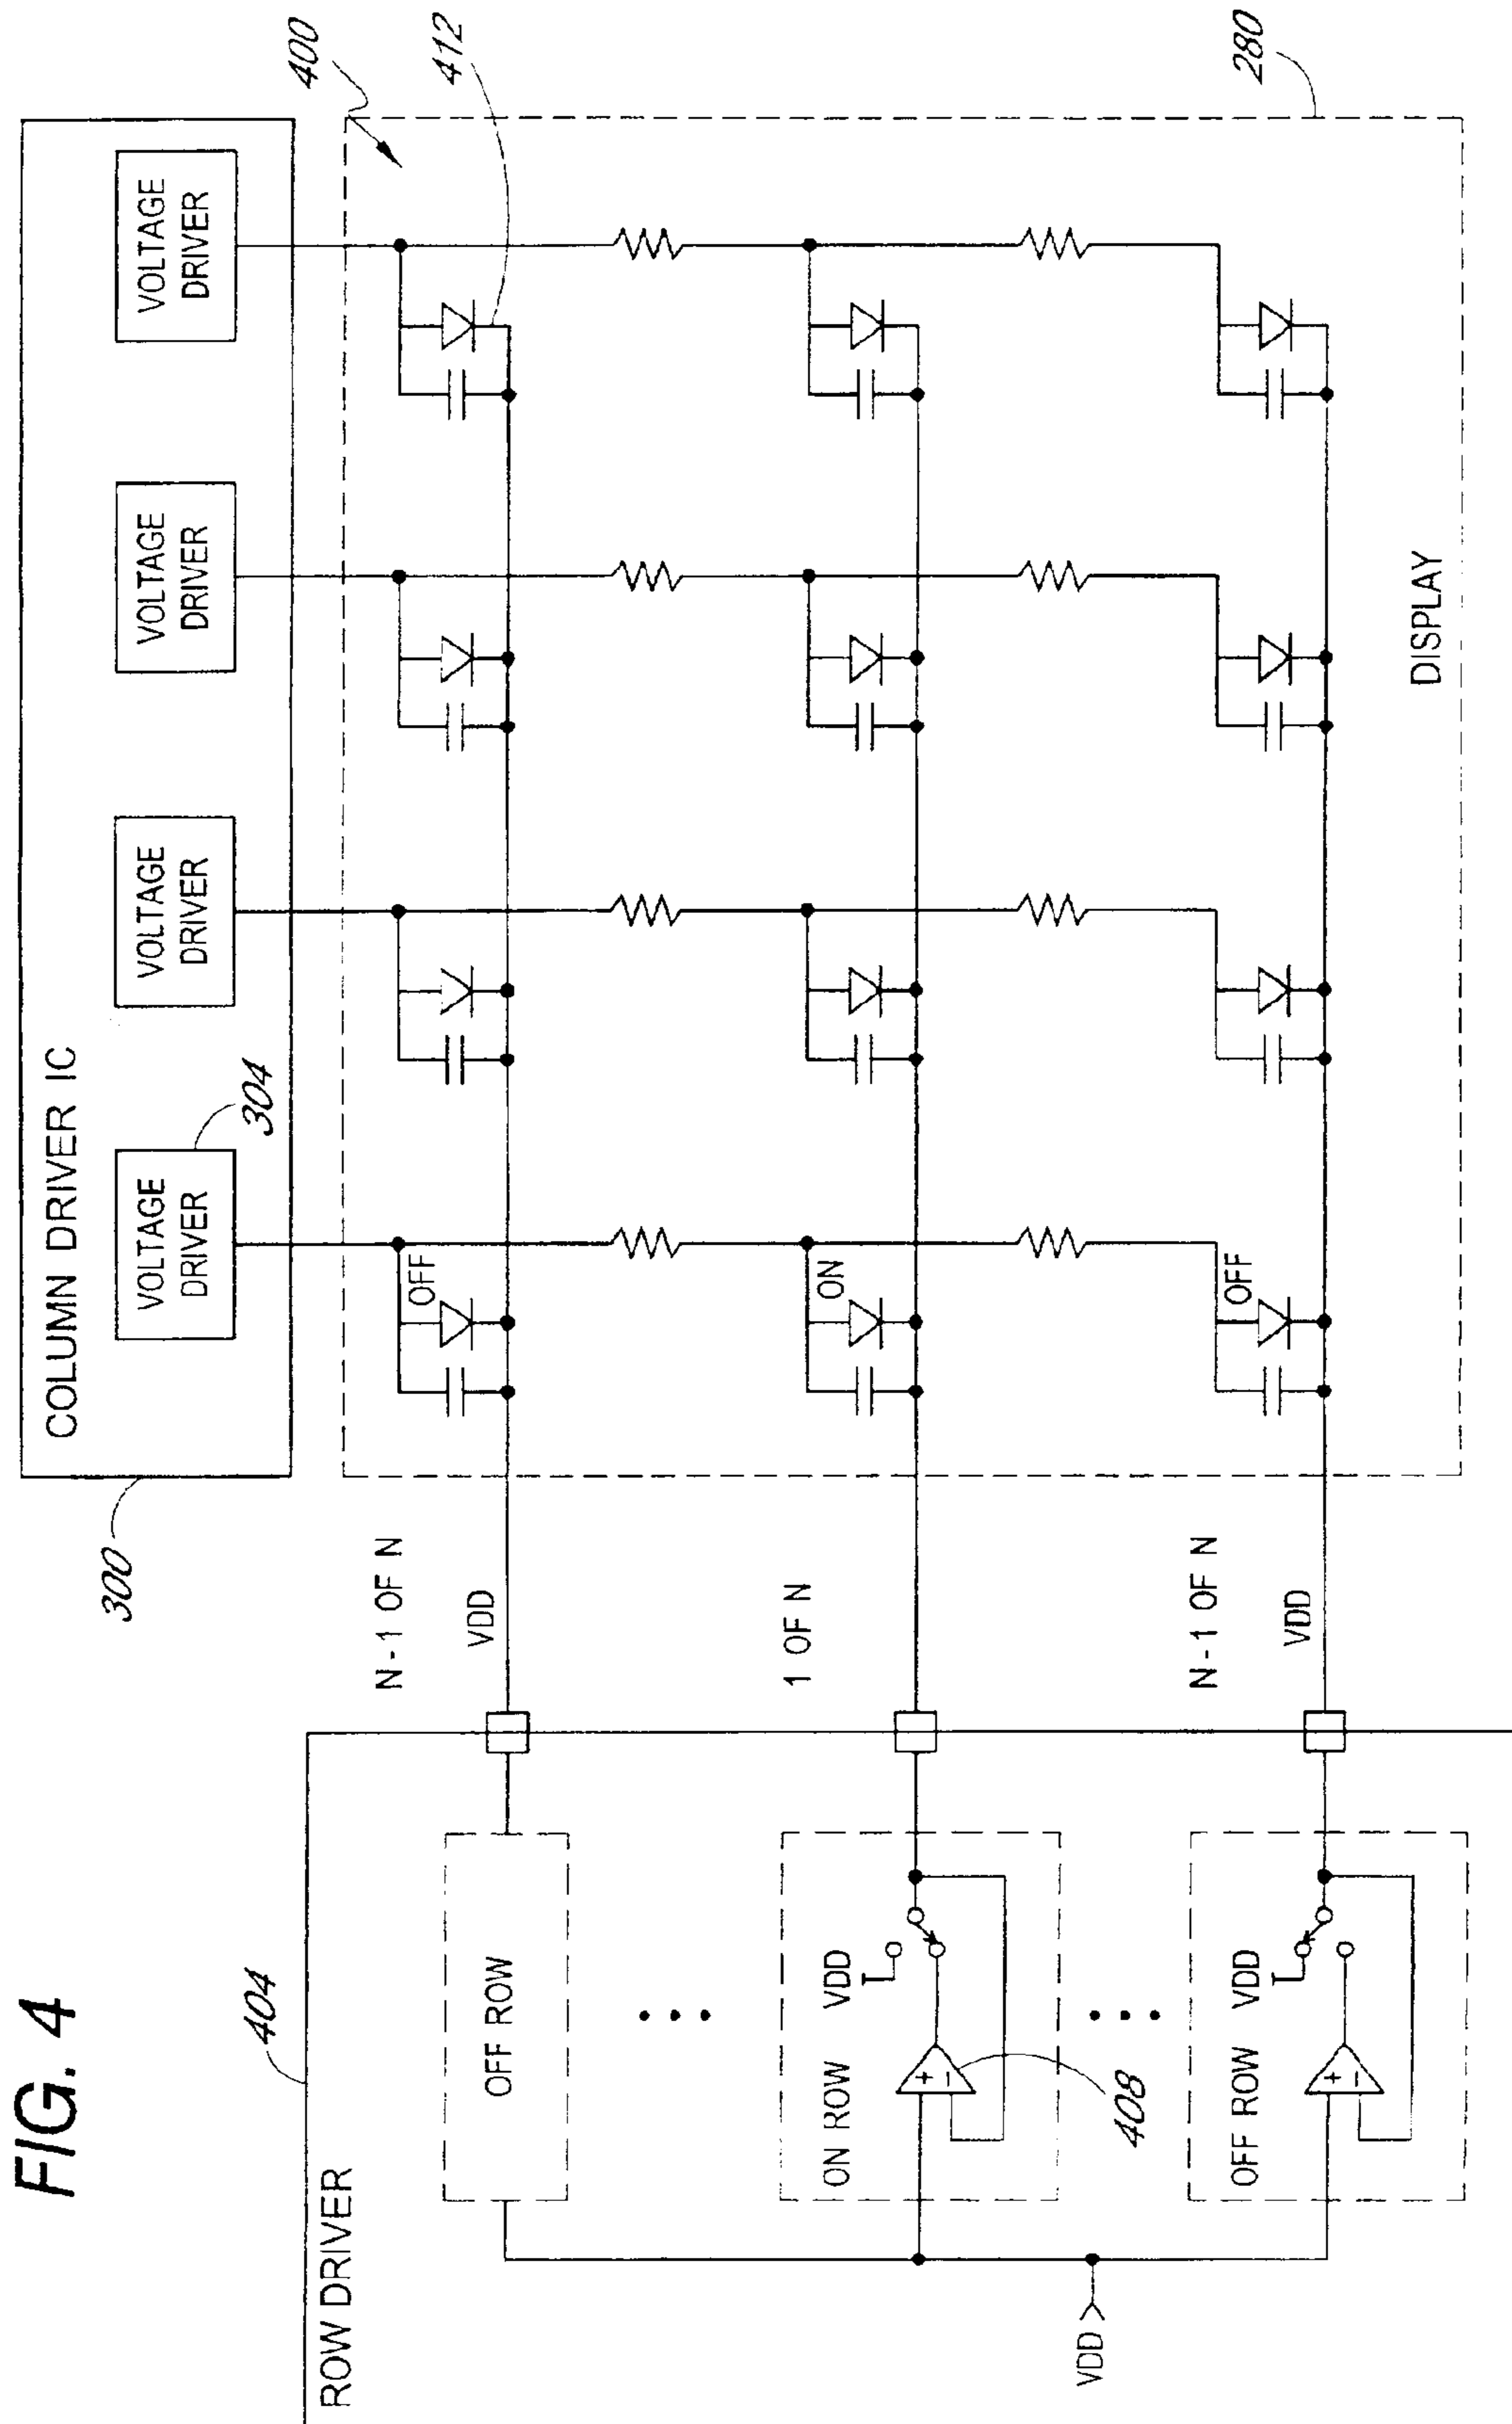 FIG. 4
COLUMN DRIVER IC
300
VOLTAGE
DRIVER
304
VOLTAGE
DRIVER
VOLTAGE
DRIVER
VOLTAGE
DRIVER
400
412
ROW DRIVER
404
OFF ROW
N-1 OF N
VDD
OFF
ON ROW
VDD
408
1 OF N
ON
VDD
OFF ROW
VDD
N-1 OF N
VDD
OFF
DISPLAY
280
+
−
+
−